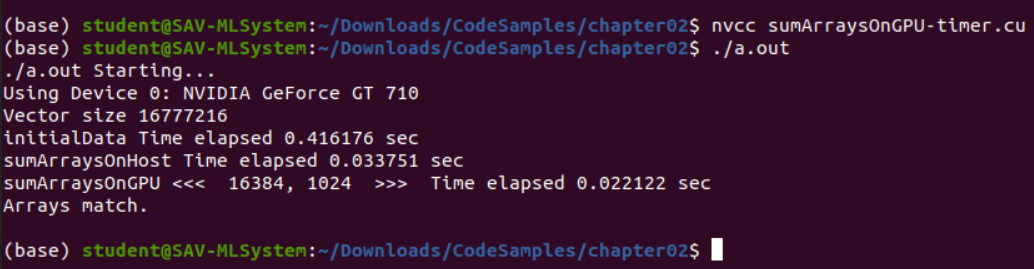 (base) student@SAV-MLSystem:~/Downloads/CodeSamples/chapter02$ nvcc sumArraysOnGPU-timer.cu
(base) student@SAV-MLSystem:~/Downloads/CodeSamples/chapter02$ ./a.out
./a.out Starting...
Using Device 0: NVIDIA GeForce GT 710
Vector size 16777216
initialData Time elapsed 0.416176 sec
sumArraysOnHost Time elapsed 0.033751 sec
sumArraysOnGPU <<<  16384, 1024  >>>  Time elapsed 0.022122 sec
Arrays match.
(base) student@SAV-MLSystem:~/Downloads/CodeSamples/chapter02$